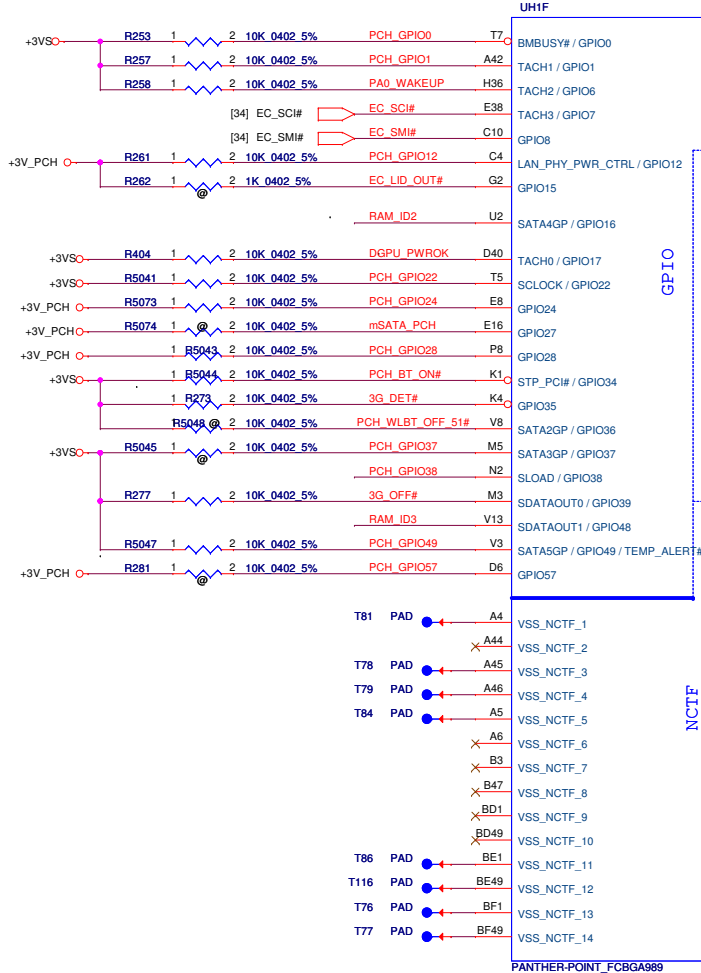 UH1F
+3VS R253 1 2 10K_0402_5% PCH_GPIO0 T7 BMBUSY# / GPIO0
R257 1 2 10K_0402_5% PCH_GPIO1 A42 TACH1 / GPIO1
R258 1 2 10K_0402_5% PA0_WAKEUP H36 TACH2 / GPIO6
[34] EC_SCI# EC_SCI# E38 TACH3 / GPIO7
[34] EC_SMI# EC_SMI# C10 GPIO8
+3V_PCH R261 1 2 10K_0402_5% PCH_GPIO12 C4 LAN_PHY_PWR_CTRL / GPIO12
R262 1 @ 2 1K_0402_5% EC_LID_OUT# G2 GPIO15
RAM_ID2 U2 SATA4GP / GPIO16
+3VS R404 1 2 10K_0402_5% DGPU_PWROK D40 TACH0 / GPIO17
+3VS R5041 1 2 10K_0402_5% PCH_GPIO22 T5 SCLOCK / GPIO22
+3V_PCH R5073 1 2 10K_0402_5% PCH_GPIO24 E8 GPIO24
+3V_PCH R5074 1 @ 2 10K_0402_5% mSATA_PCH E16 GPIO27
+3V_PCH R5043 1 2 10K_0402_5% PCH_GPIO28 P8 GPIO28
+3VS R5044 1 2 10K_0402_5% PCH_BT_ON# K1 STP_PCI# / GPIO34
R273 1 2 10K_0402_5% 3G_DET# K4 GPIO35
R5048 1 @ 2 10K_0402_5% PCH_WLBT_OFF_51# V8 SATA2GP / GPIO36
+3VS R5045 1 @ 2 10K_0402_5% PCH_GPIO37 M5 SATA3GP / GPIO37
PCH_GPIO38 N2 SLOAD / GPIO38
R277 1 2 10K_0402_5% 3G_OFF# M3 SDATAOUT0 / GPIO39
RAM_ID3 V13 SDATAOUT1 / GPIO48
R5047 1 2 10K_0402_5% PCH_GPIO49 V3 SATA5GP / GPIO49 / TEMP_ALERT#
+3V_PCH R281 1 @ 2 10K_0402_5% PCH_GPIO57 D6 GPIO57
GPIO
T81 PAD A4 VSS_NCTF_1
A44 VSS_NCTF_2
T78 PAD A45 VSS_NCTF_3
T79 PAD A46 VSS_NCTF_4
T84 PAD A5 VSS_NCTF_5
A6 VSS_NCTF_6
B3 VSS_NCTF_7
B47 VSS_NCTF_8
BD1 VSS_NCTF_9
BD49 VSS_NCTF_10
T86 PAD BE1 VSS_NCTF_11
T116 PAD BE49 VSS_NCTF_12
T76 PAD BF1 VSS_NCTF_13
T77 PAD BF49 VSS_NCTF_14
NCTF
PANTHER-POINT_FCBGA989